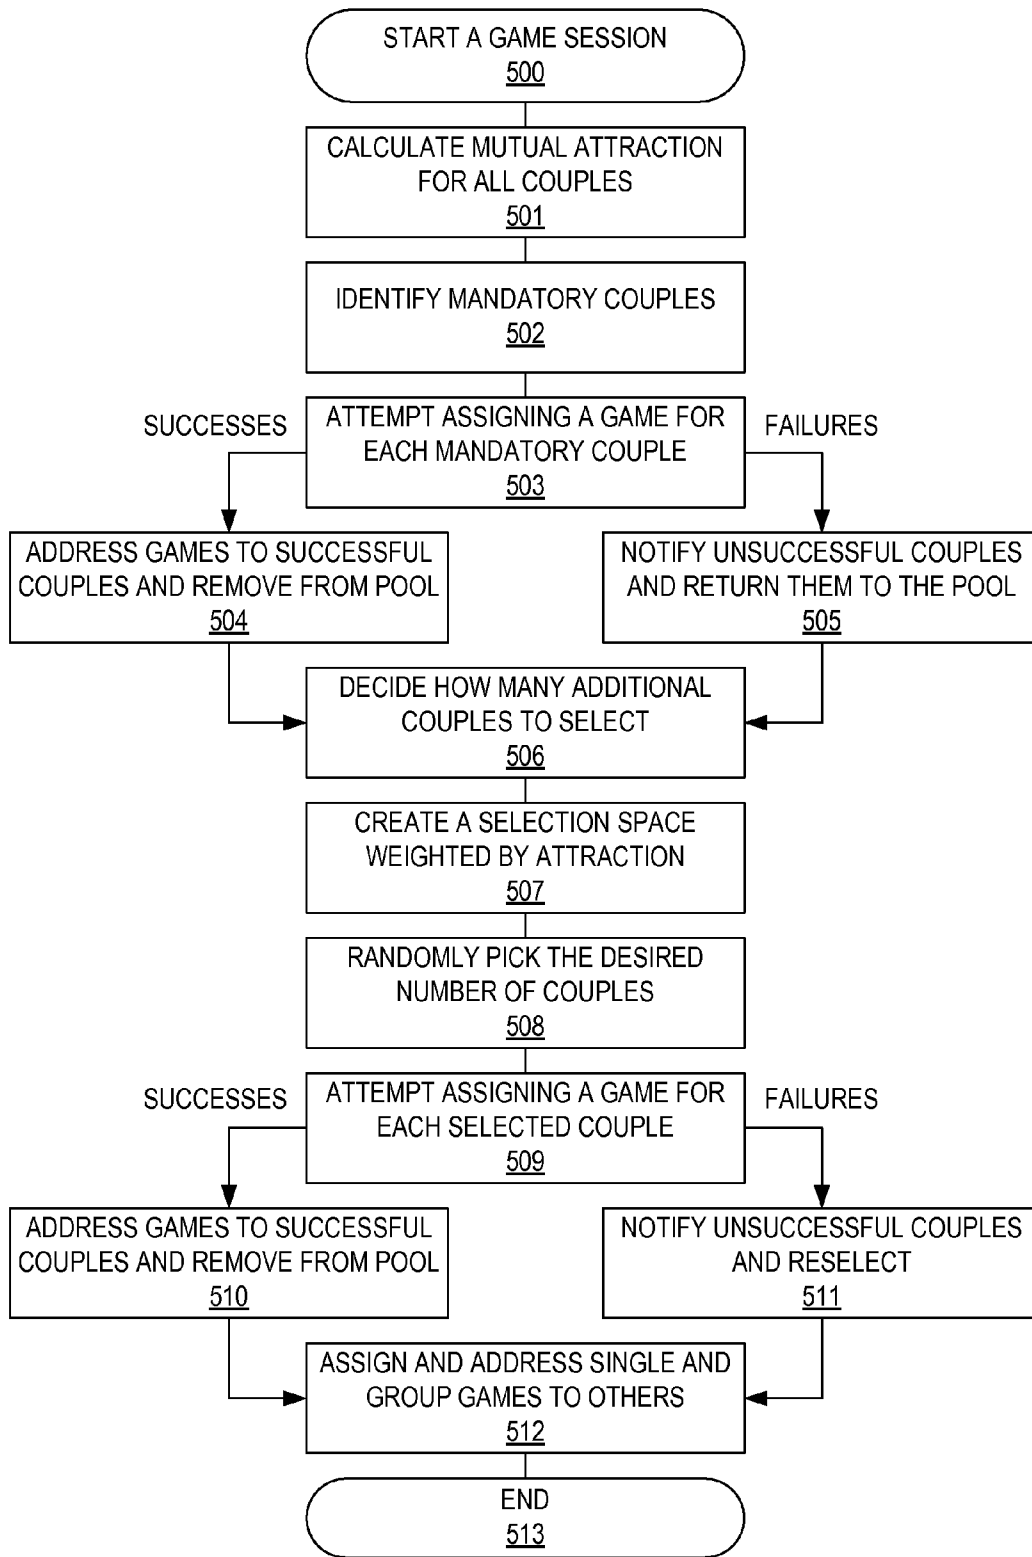 START A GAME SESSION
500
CALCULATE MUTUAL ATTRACTION
FOR ALL COUPLES
501
IDENTIFY MANDATORY COUPLES
502
SUCCESSES
ATTEMPT ASSIGNING A GAME FOR
EACH MANDATORY COUPLE
503
FAILURES
ADDRESS GAMES TO SUCCESSFUL
COUPLES AND REMOVE FROM POOL
504
NOTIFY UNSUCCESSFUL COUPLES
AND RETURN THEM TO THE POOL
505
DECIDE HOW MANY ADDITIONAL
COUPLES TO SELECT
506
CREATE A SELECTION SPACE
WEIGHTED BY ATTRACTION
507
RANDOMLY PICK THE DESIRED
NUMBER OF COUPLES
508
SUCCESSES
ATTEMPT ASSIGNING A GAME FOR
EACH SELECTED COUPLE
509
FAILURES
ADDRESS GAMES TO SUCCESSFUL
COUPLES AND REMOVE FROM POOL
510
NOTIFY UNSUCCESSFUL COUPLES
AND RESELECT
511
ASSIGN AND ADDRESS SINGLE AND
GROUP GAMES TO OTHERS
512
END
513